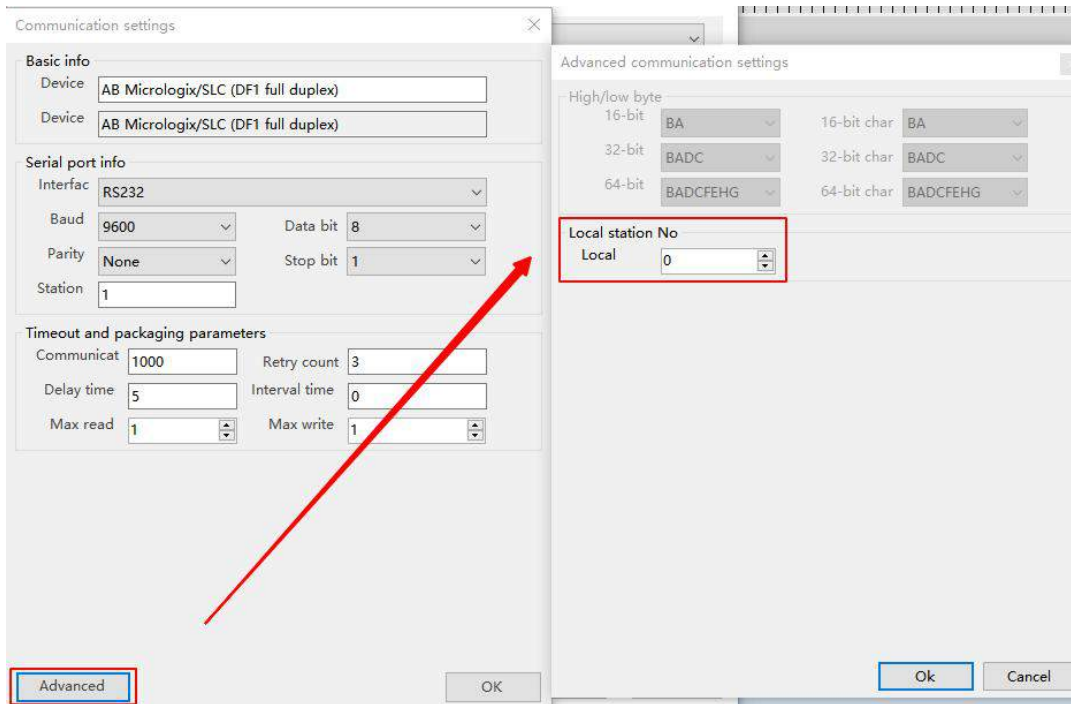 Communication settings
Basic info
Device AB Micrologix/SLC (DF1 full duplex)
Device AB Micrologix/SLC (DF1 full duplex)
Serial port info
Interfac RS232
Baud 9600 Data bit 8
Parity None Stop bit 1
Station 1
Timeout and packaging parameters
Communicat 1000 Retry count 3
Delay time 5 Interval time 0
Max read 1 Max write 1
Advanced OK
Advanced communication settings
High/low byte
16-bit BA 16-bit char BA
32-bit BADC 32-bit char BADC
64-bit BADCFEHG 64-bit char BADCFEHG
Local station No
Local 0
Ok Cancel